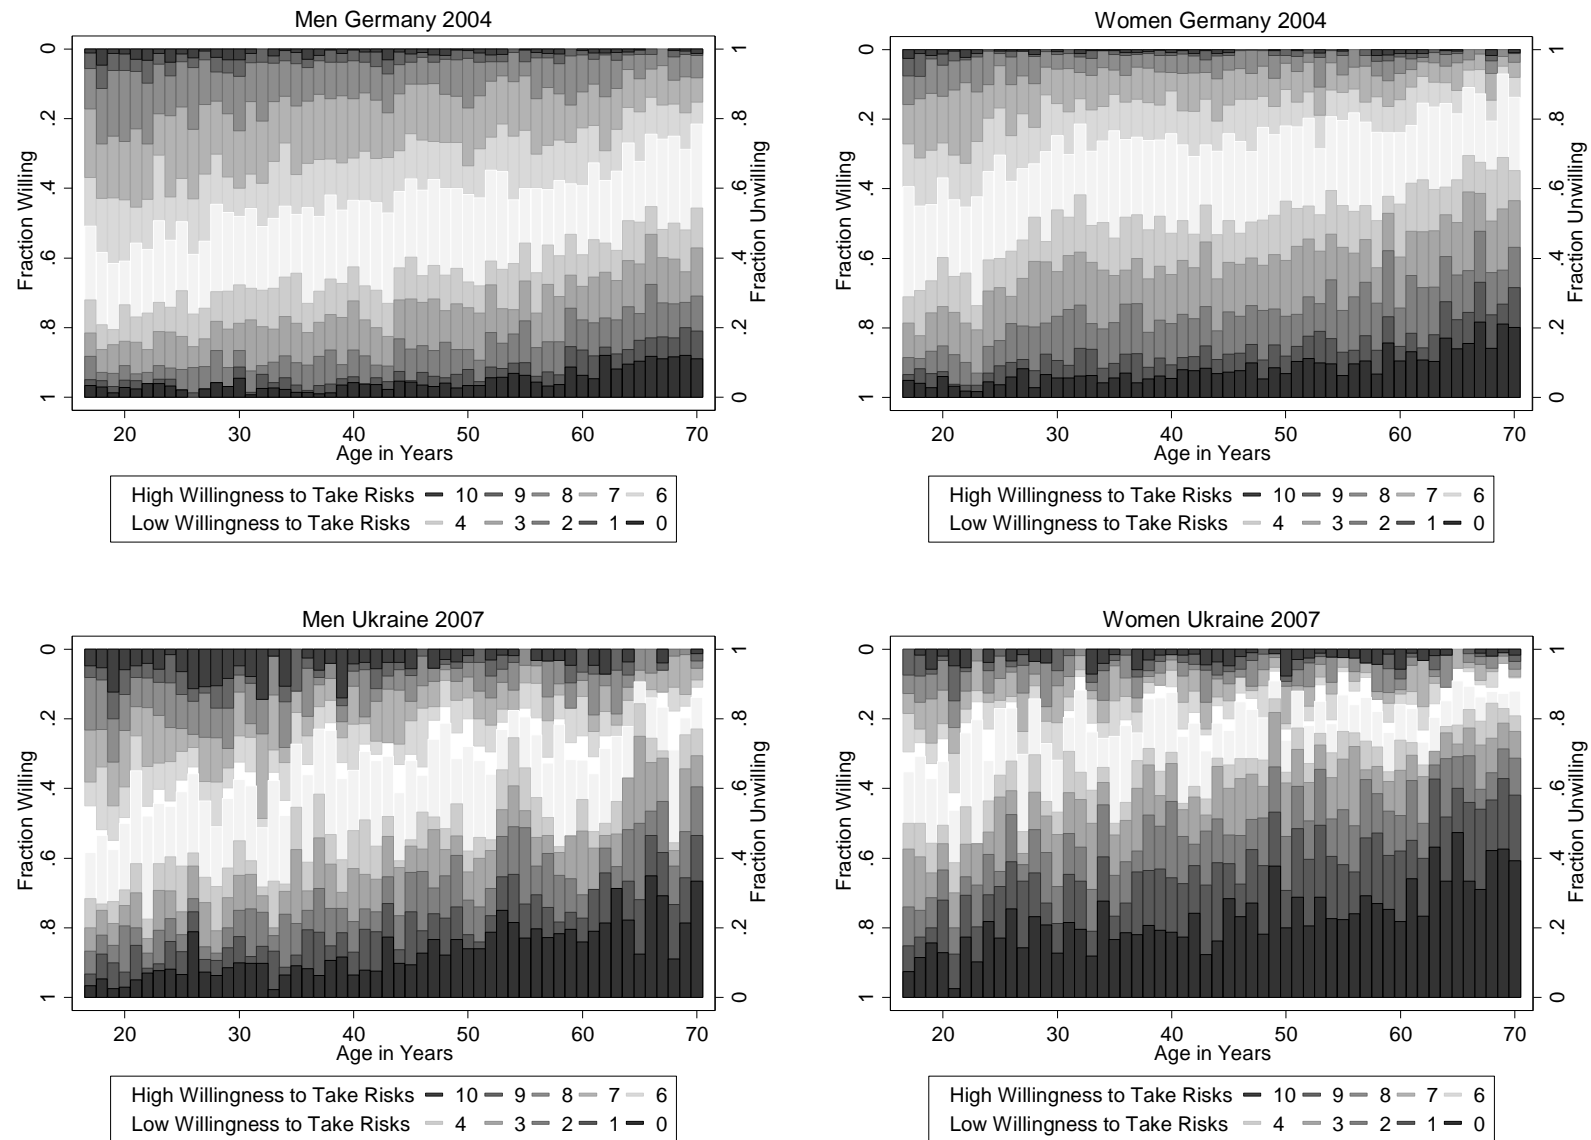 Men Germany 2004
0
.2
.4
.6
.8
1
Fraction Willing
1
.8
.6
.4
.2
0
Fraction Unwilling
20 30 40 50 60 70
Age in Years
High Willingness to Take Risks 10 9 8 7 6
Low Willingness to Take Risks 4 3 2 1 0
Women Germany 2004
0
.2
.4
.6
.8
1
Fraction Willing
1
.8
.6
.4
.2
0
Fraction Unwilling
20 30 40 50 60 70
Age in Years
High Willingness to Take Risks 10 9 8 7 6
Low Willingness to Take Risks 4 3 2 1 0
Men Ukraine 2007
0
.2
.4
.6
.8
1
Fraction Willing
1
.8
.6
.4
.2
0
Fraction Unwilling
20 30 40 50 60 70
Age in Years
High Willingness to Take Risks 10 9 8 7 6
Low Willingness to Take Risks 4 3 2 1 0
Women Ukraine 2007
0
.2
.4
.6
.8
1
Fraction Willing
1
.8
.6
.4
.2
0
Fraction Unwilling
20 30 40 50 60 70
Age in Years
High Willingness to Take Risks 10 9 8 7 6
Low Willingness to Take Risks 4 3 2 1 0